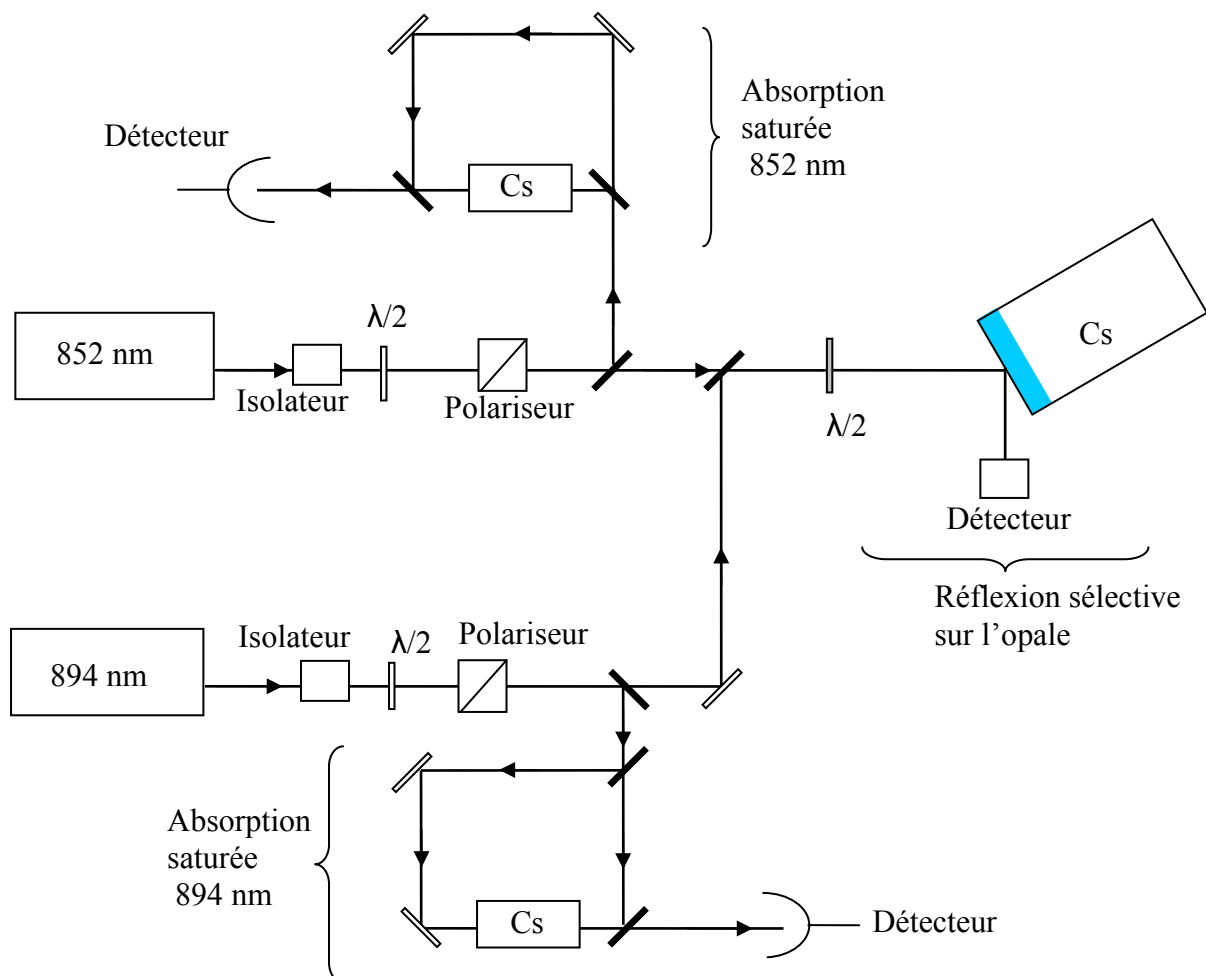 Absorption
saturée
852 nm
Détecteur
Cs
λ/2
852 nm
Isolateur
Polariseur
λ/2
Cs
Détecteur
Réflexion sélective
sur l’opale
Isolateur
λ/2
Polariseur
894 nm
Absorption
saturée
894 nm
Cs
Détecteur